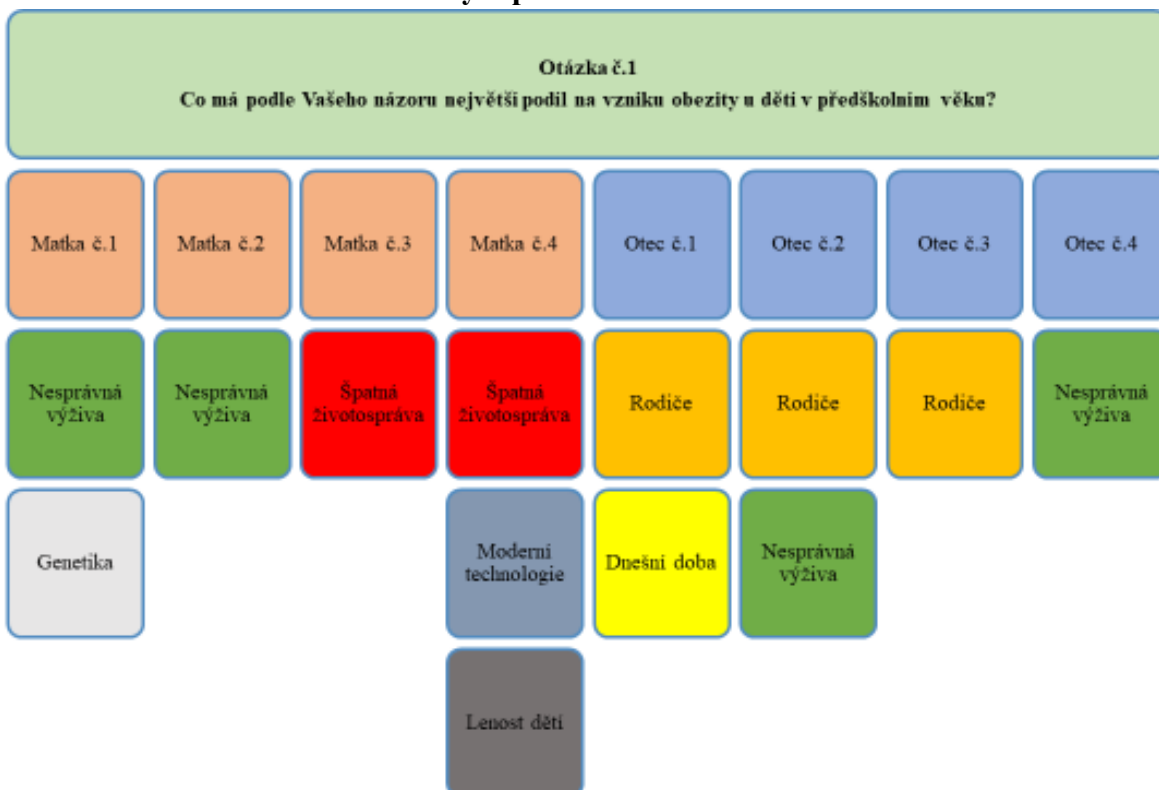 Otázka č.1
Co má podle Vašeho názoru největší podíl na vzniku obezity u dětí v předškolním věku?
Matka č.1
Matka č.2
Matka č.3
Matka č.4
Otec č.1
Otec č.2
Otec č.3
Otec č.4
Nesprávná
výživa
Nesprávná
výživa
Špatná
životospráva
Špatná
životospráva
Rodiče
Rodiče
Rodiče
Nesprávná
výživa
Genetika
Moderní
technologie
Dnešní doba
Nesprávná
výživa
Lenost dětí